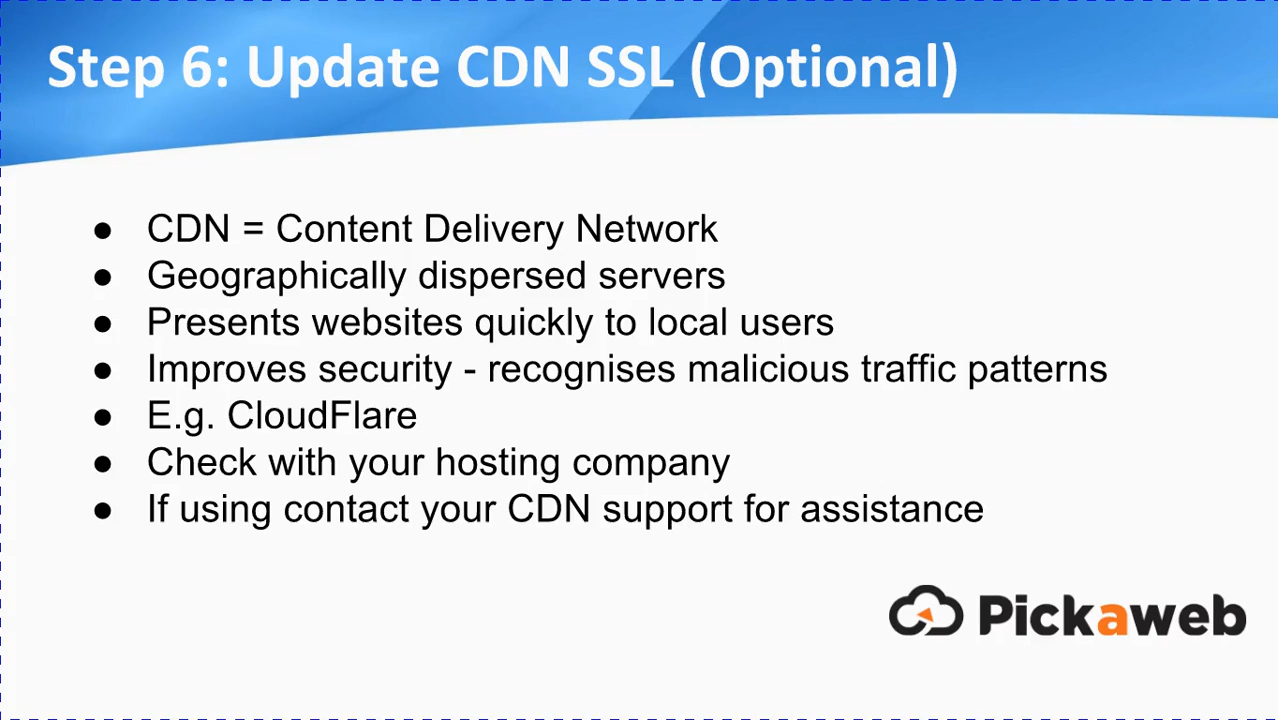 Step 6: Update CDN SSL (Optional)
● CDN = Content Delivery Network
● Geographically dispersed servers
● Presents websites quickly to local users
● Improves security - recognises malicious traffic patterns
● E.g. CloudFlare
● Check with your hosting company
● If using contact your CDN support for assistance
Pickaweb